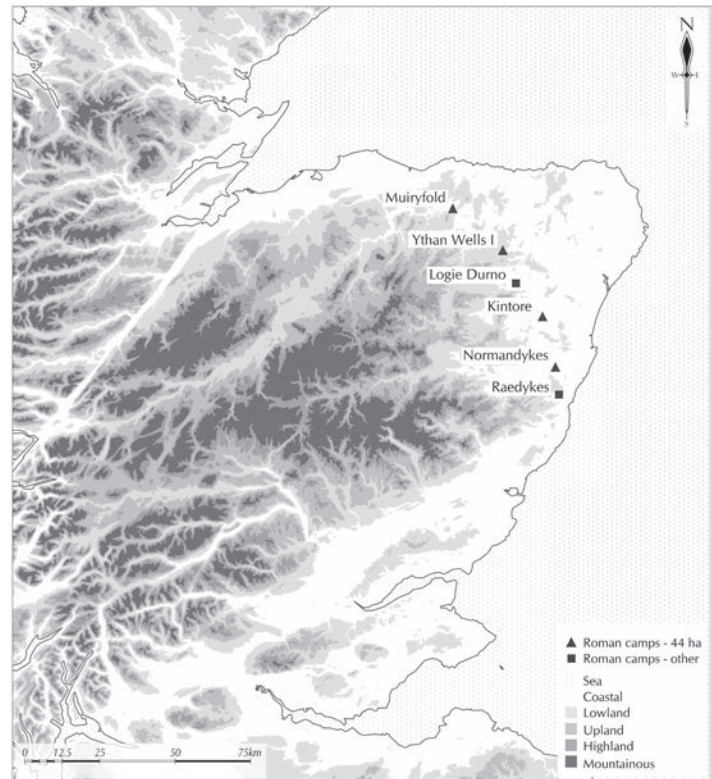 N
W E
S
Muiryfold
Ythan Wells I
Logie Durno
Kintore
Normandykes
Raedykes
Roman camps - 44 ha
Roman camps - other
Sea
Coastal
Lowland
Upland
Highland
Mountainous
0 12.5 25 50 75km